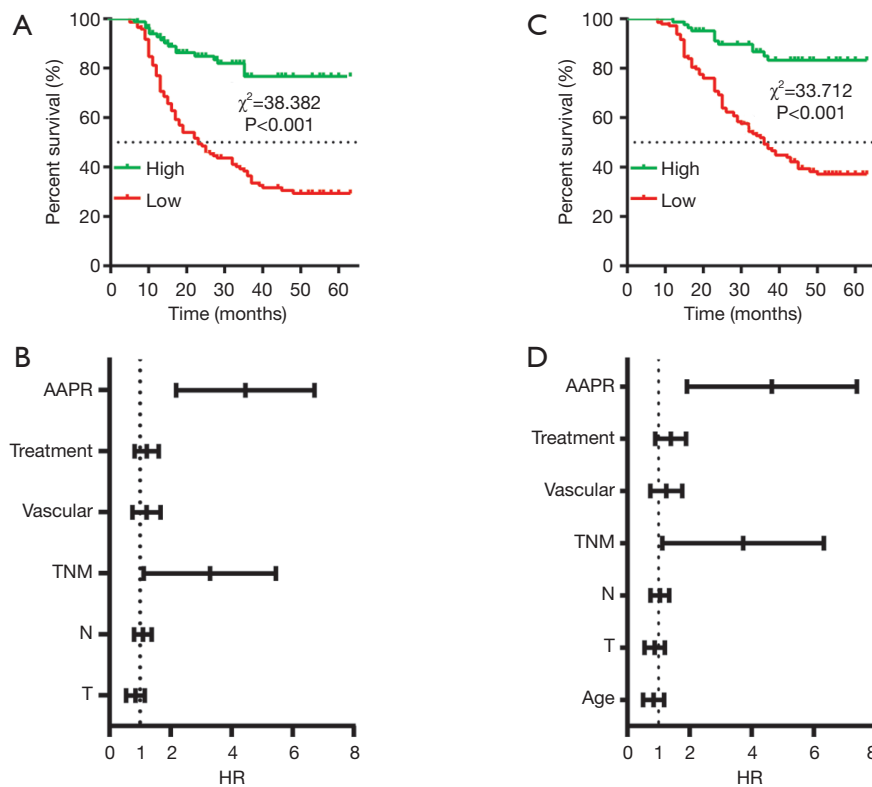 A
Percent survival (%)
100
80
60
40
20
0
χ²=38.382
P<0.001
High
Low
0 10 20 30 40 50 60
Time (months)
C
Percent survival (%)
100
80
60
40
20
0
χ²=33.712
P<0.001
High
Low
0 10 20 30 40 50 60
Time (months)
B
AAPR
Treatment
Vascular
TNM
N
T
0 1 2 4 6 8
HR
D
AAPR
Treatment
Vascular
TNM
N
T
Age
0 1 2 4 6 8
HR